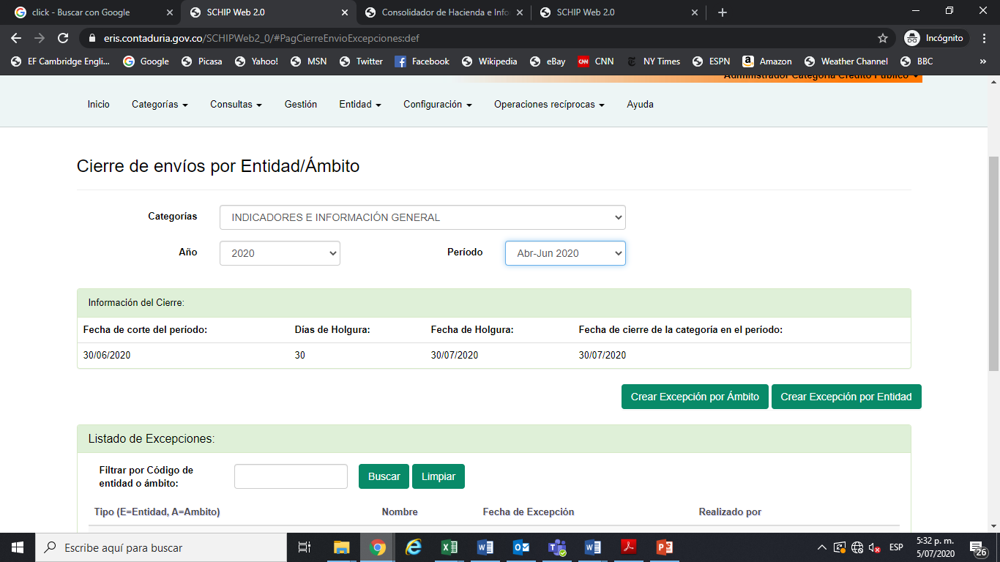 click - Buscar con Google
SCHIP Web 2.0
Consolidador de Hacienda e Info
SCHIP Web 2.0
eris.contaduria.gov.co/SCHIPWeb2_0/#PagCierreEnvioExcepciones:def
Incógnito
EF Cambridge Engli... Google Picasa Yahoo! MSN Twitter Facebook Wikipedia eBay CNN NY Times ESPN Amazon Weather Channel BBC »
Administrador Categoría Crédito Público
Inicio Categorías Consultas Gestión Entidad Configuración Operaciones recíprocas Ayuda
Cierre de envíos por Entidad/Ámbito
Categorías INDICADORES E INFORMACIÓN GENERAL
Año 2020 Período Abr-Jun 2020
Información del Cierre:
Fecha de corte del período: Días de Holgura: Fecha de Holgura: Fecha de cierre de la categoría en el período:
30/06/2020 30 30/07/2020 30/07/2020
Crear Excepción por Ámbito Crear Excepción por Entidad
Listado de Excepciones:
Filtrar por Código de
entidad o ámbito:
Buscar Limpiar
Tipo (E=Entidad, A=Ambito) Nombre Fecha de Excepción Realizado por
Escribe aquí para buscar
ESP
5:32 p. m.
5/07/2020
26